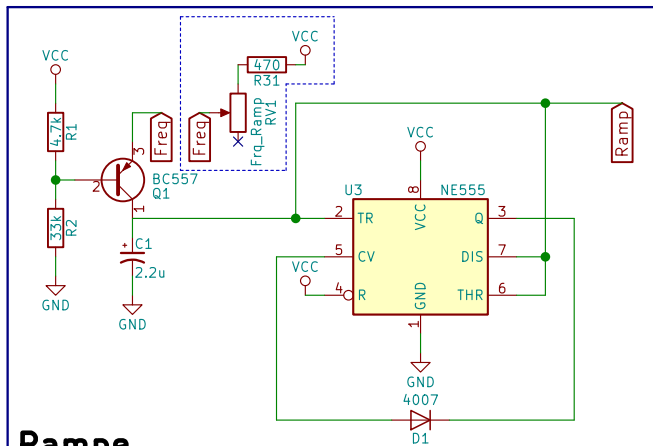 VCC
4.7k
R1
33k
R2
GND
3
2
1
BC557
Q1
Freq
C1
+
2.2u
GND
VCC
470
R31
Freq
Frq_Ramp
RV1
VCC
U3
NE555
8
VCC
2
TR
Q
3
5
CV
DIS
7
VCC
4
R
GND
THR
6
1
GND
4007
D1
Ramp
Rampe